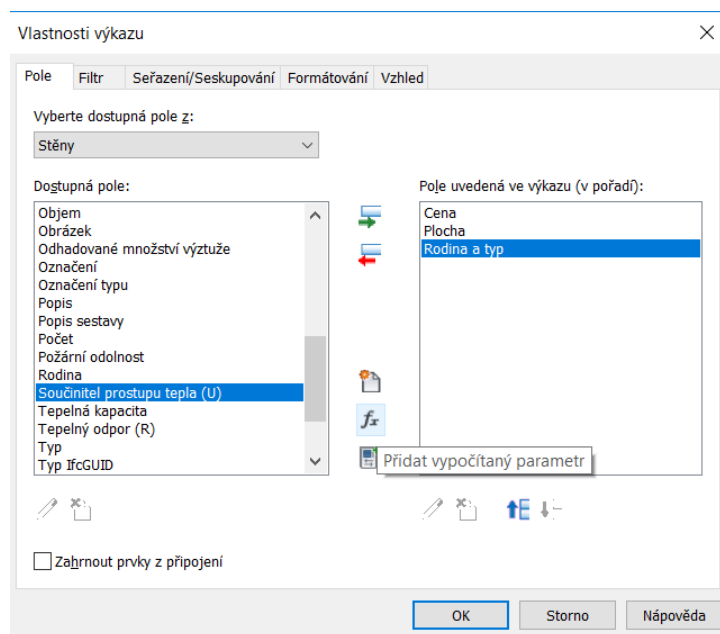 Vlastnosti výkazu
Pole Filtr Seřazení/Seskupování Formátování Vzhled
Vyberte dostupná pole z:
Stěny
Dostupná pole:
Objem
Obrázek
Odhadované množství výztuže
Označení
Označení typu
Popis
Popis sestavy
Počet
Požární odolnost
Rodina
Součinitel prostupu tepla (U)
Tepelná kapacita
Tepelný odpor (R)
Typ
Typ IfcGUID
Pole uvedená ve výkazu (v pořadí):
Cena
Plocha
Rodina a typ
fx
Přidat vypočítaný parametr
Zahrnout prvky z připojení
OK Storno Nápověda